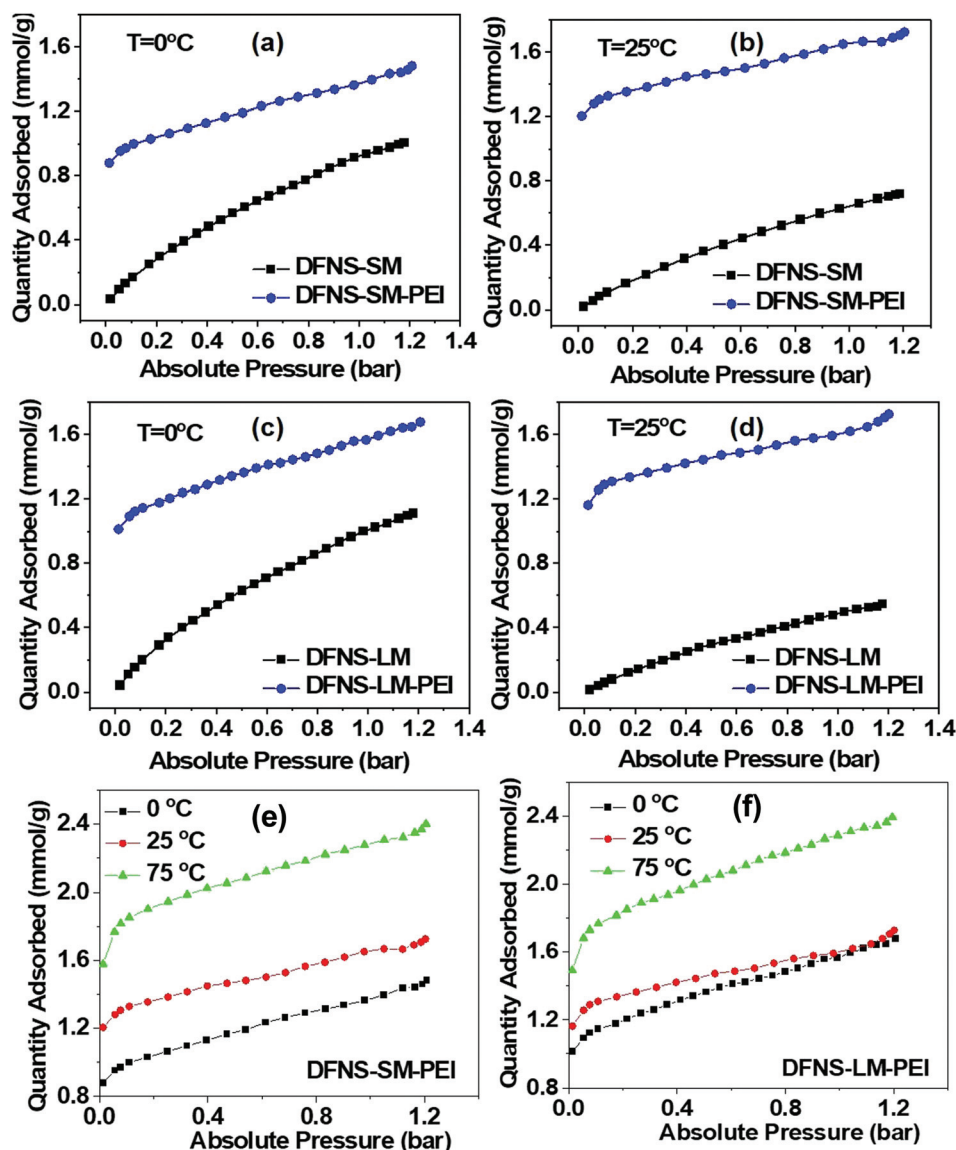 T=0°C
(a)
Quantity Adsorbed (mmol/g)
1.6
1.2
0.8
0.4
0.0
DFNS-SM
DFNS-SM-PEI
0.0 0.2 0.4 0.6 0.8 1.0 1.2 1.4
Absolute Pressure (bar)
T=25°C
(b)
Quantity Adsorbed (mmol/g)
1.6
1.2
0.8
0.4
0.0
DFNS-SM
DFNS-SM-PEI
0.0 0.2 0.4 0.6 0.8 1.0 1.2
Absolute Pressure (bar)
T=0°C
(c)
Quantity Adsorbed (mmol/g)
1.6
1.2
0.8
0.4
0.0
DFNS-LM
DFNS-LM-PEI
0.0 0.2 0.4 0.6 0.8 1.0 1.2 1.4
Absolute Pressure (bar)
T=25°C
(d)
Quantity Adsorbed (mmol/g)
1.6
1.2
0.8
0.4
0.0
DFNS-LM
DFNS-LM-PEI
0.0 0.2 0.4 0.6 0.8 1.0 1.2 1.4
Absolute Pressure (bar)
0 °C
25 °C
75 °C
(e)
Quantity Adsorbed (mmol/g)
2.4
2.0
1.6
1.2
0.8
DFNS-SM-PEI
0.0 0.4 0.8 1.2
Absolute Pressure (bar)
0 °C
25 °C
75 °C
(f)
Quantity Adsorbed (mmol/g)
2.4
2.0
1.6
1.2
0.8
DFNS-LM-PEI
0.0 0.4 0.8 1.2
Absolute Pressure (bar)